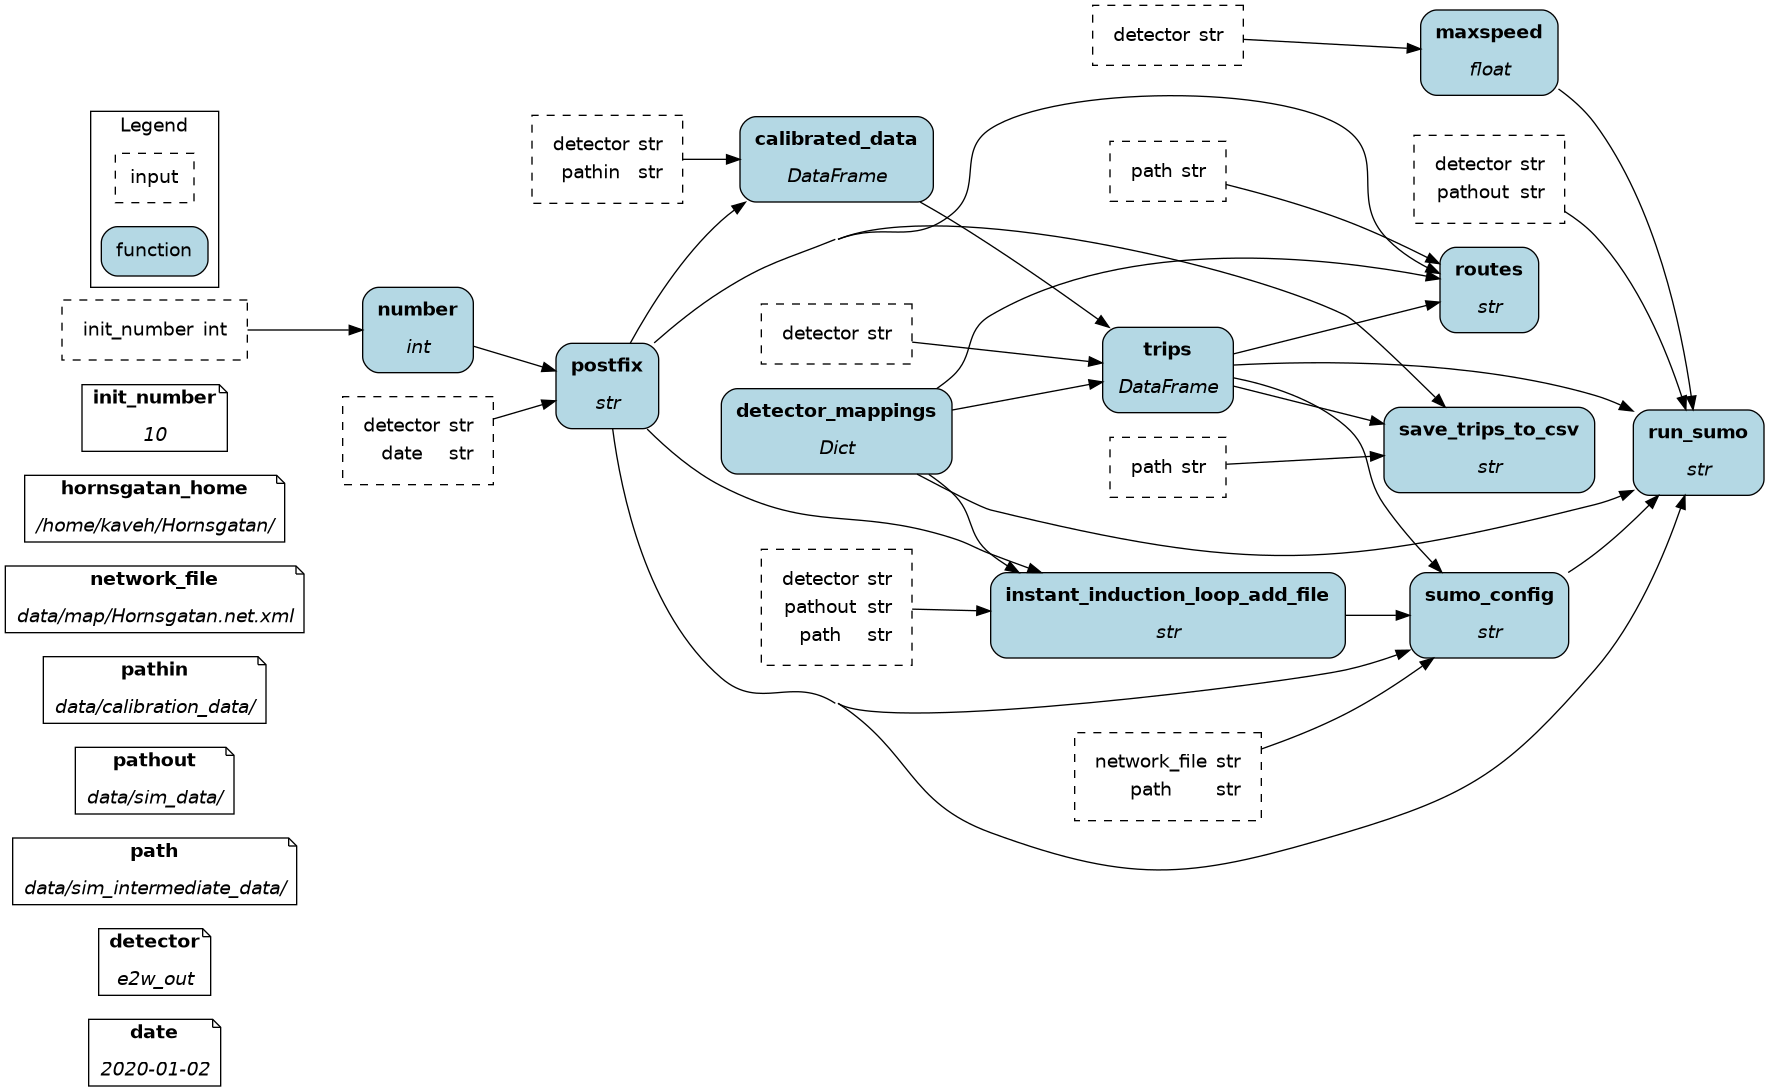 Legend
input
function
init_number int
init_number
10
hornsgatan_home
/home/kaveh/Hornsgatan/
network_file
data/map/Hornsgatan.net.xml
pathin
data/calibration_data/
pathout
data/sim_data/
path
data/sim_intermediate_data/
detector
e2w_out
date
2020-01-02
number
int
detector str
date str
postfix
str
detector str
pathin str
calibrated_data
DataFrame
detector str
detector_mappings
Dict
detector str
pathout str
path str
instant_induction_loop_add_file
str
detector str
path str
trips
DataFrame
path str
network_file str
path str
maxspeed
float
detector str
pathout str
routes
str
save_trips_to_csv
str
sumo_config
str
run_sumo
str